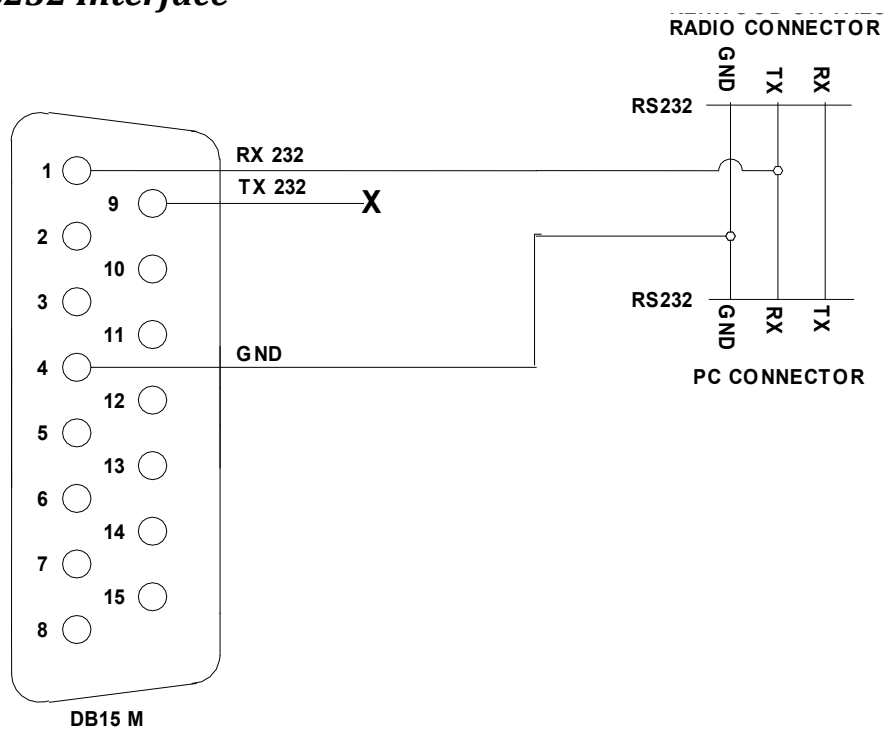 Interface
RADIO CONNECTOR
GND
TX
RX
RS232
RX 232
TX 232
X
1
9
2
10
3
11
4
GND
12
5
13
6
14
7
15
8
RS232
GND
RX
TX
PC CONNECTOR
DB15 M